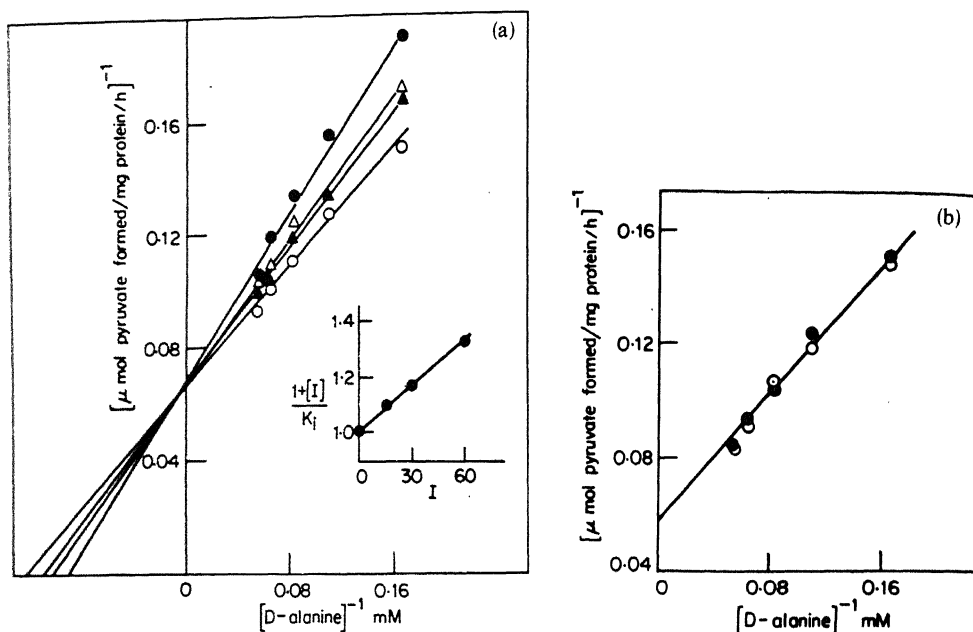 (a)
[μ mol pyruvate formed/mg protein/h]⁻¹
0·16
0·12
0·08
0·04
0
0·08
0·16
[D-alanine]⁻¹ mM
1+[I]
Ki
1·4
1·2
1·0
0
30
60
I
(b)
[μ mol pyruvate formed/mg protein/h]⁻¹
0·16
0·12
0·08
0·04
0
0·08
0·16
[D-alanine]⁻¹ mM